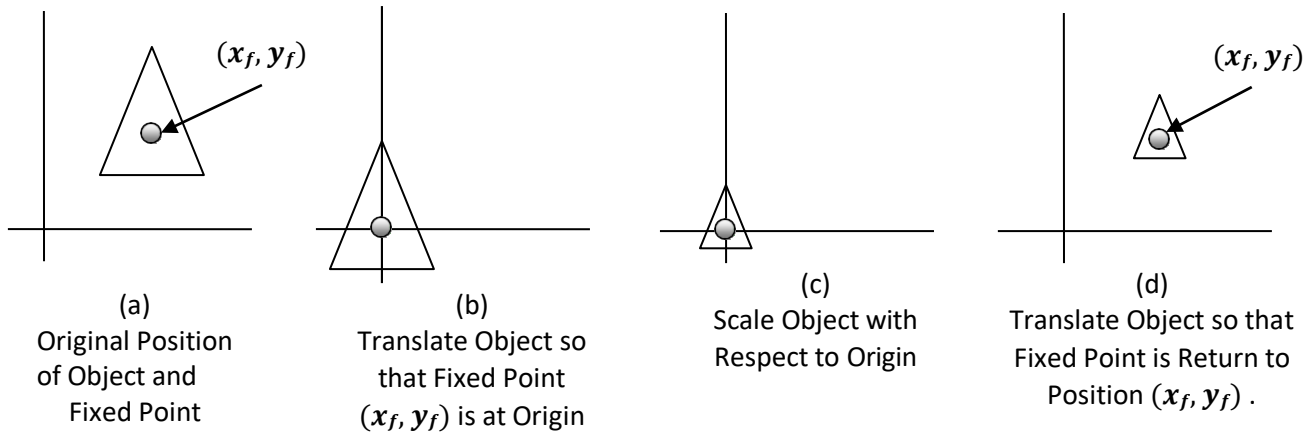 (x_f, y_f)
(x_f, y_f)
(a)
Original Position
of Object and
Fixed Point
(b)
Translate Object so
that Fixed Point
(x_f, y_f) is at Origin
(c)
Scale Object with
Respect to Origin
(d)
Translate Object so that
Fixed Point is Return to
Position (x_f, y_f) .